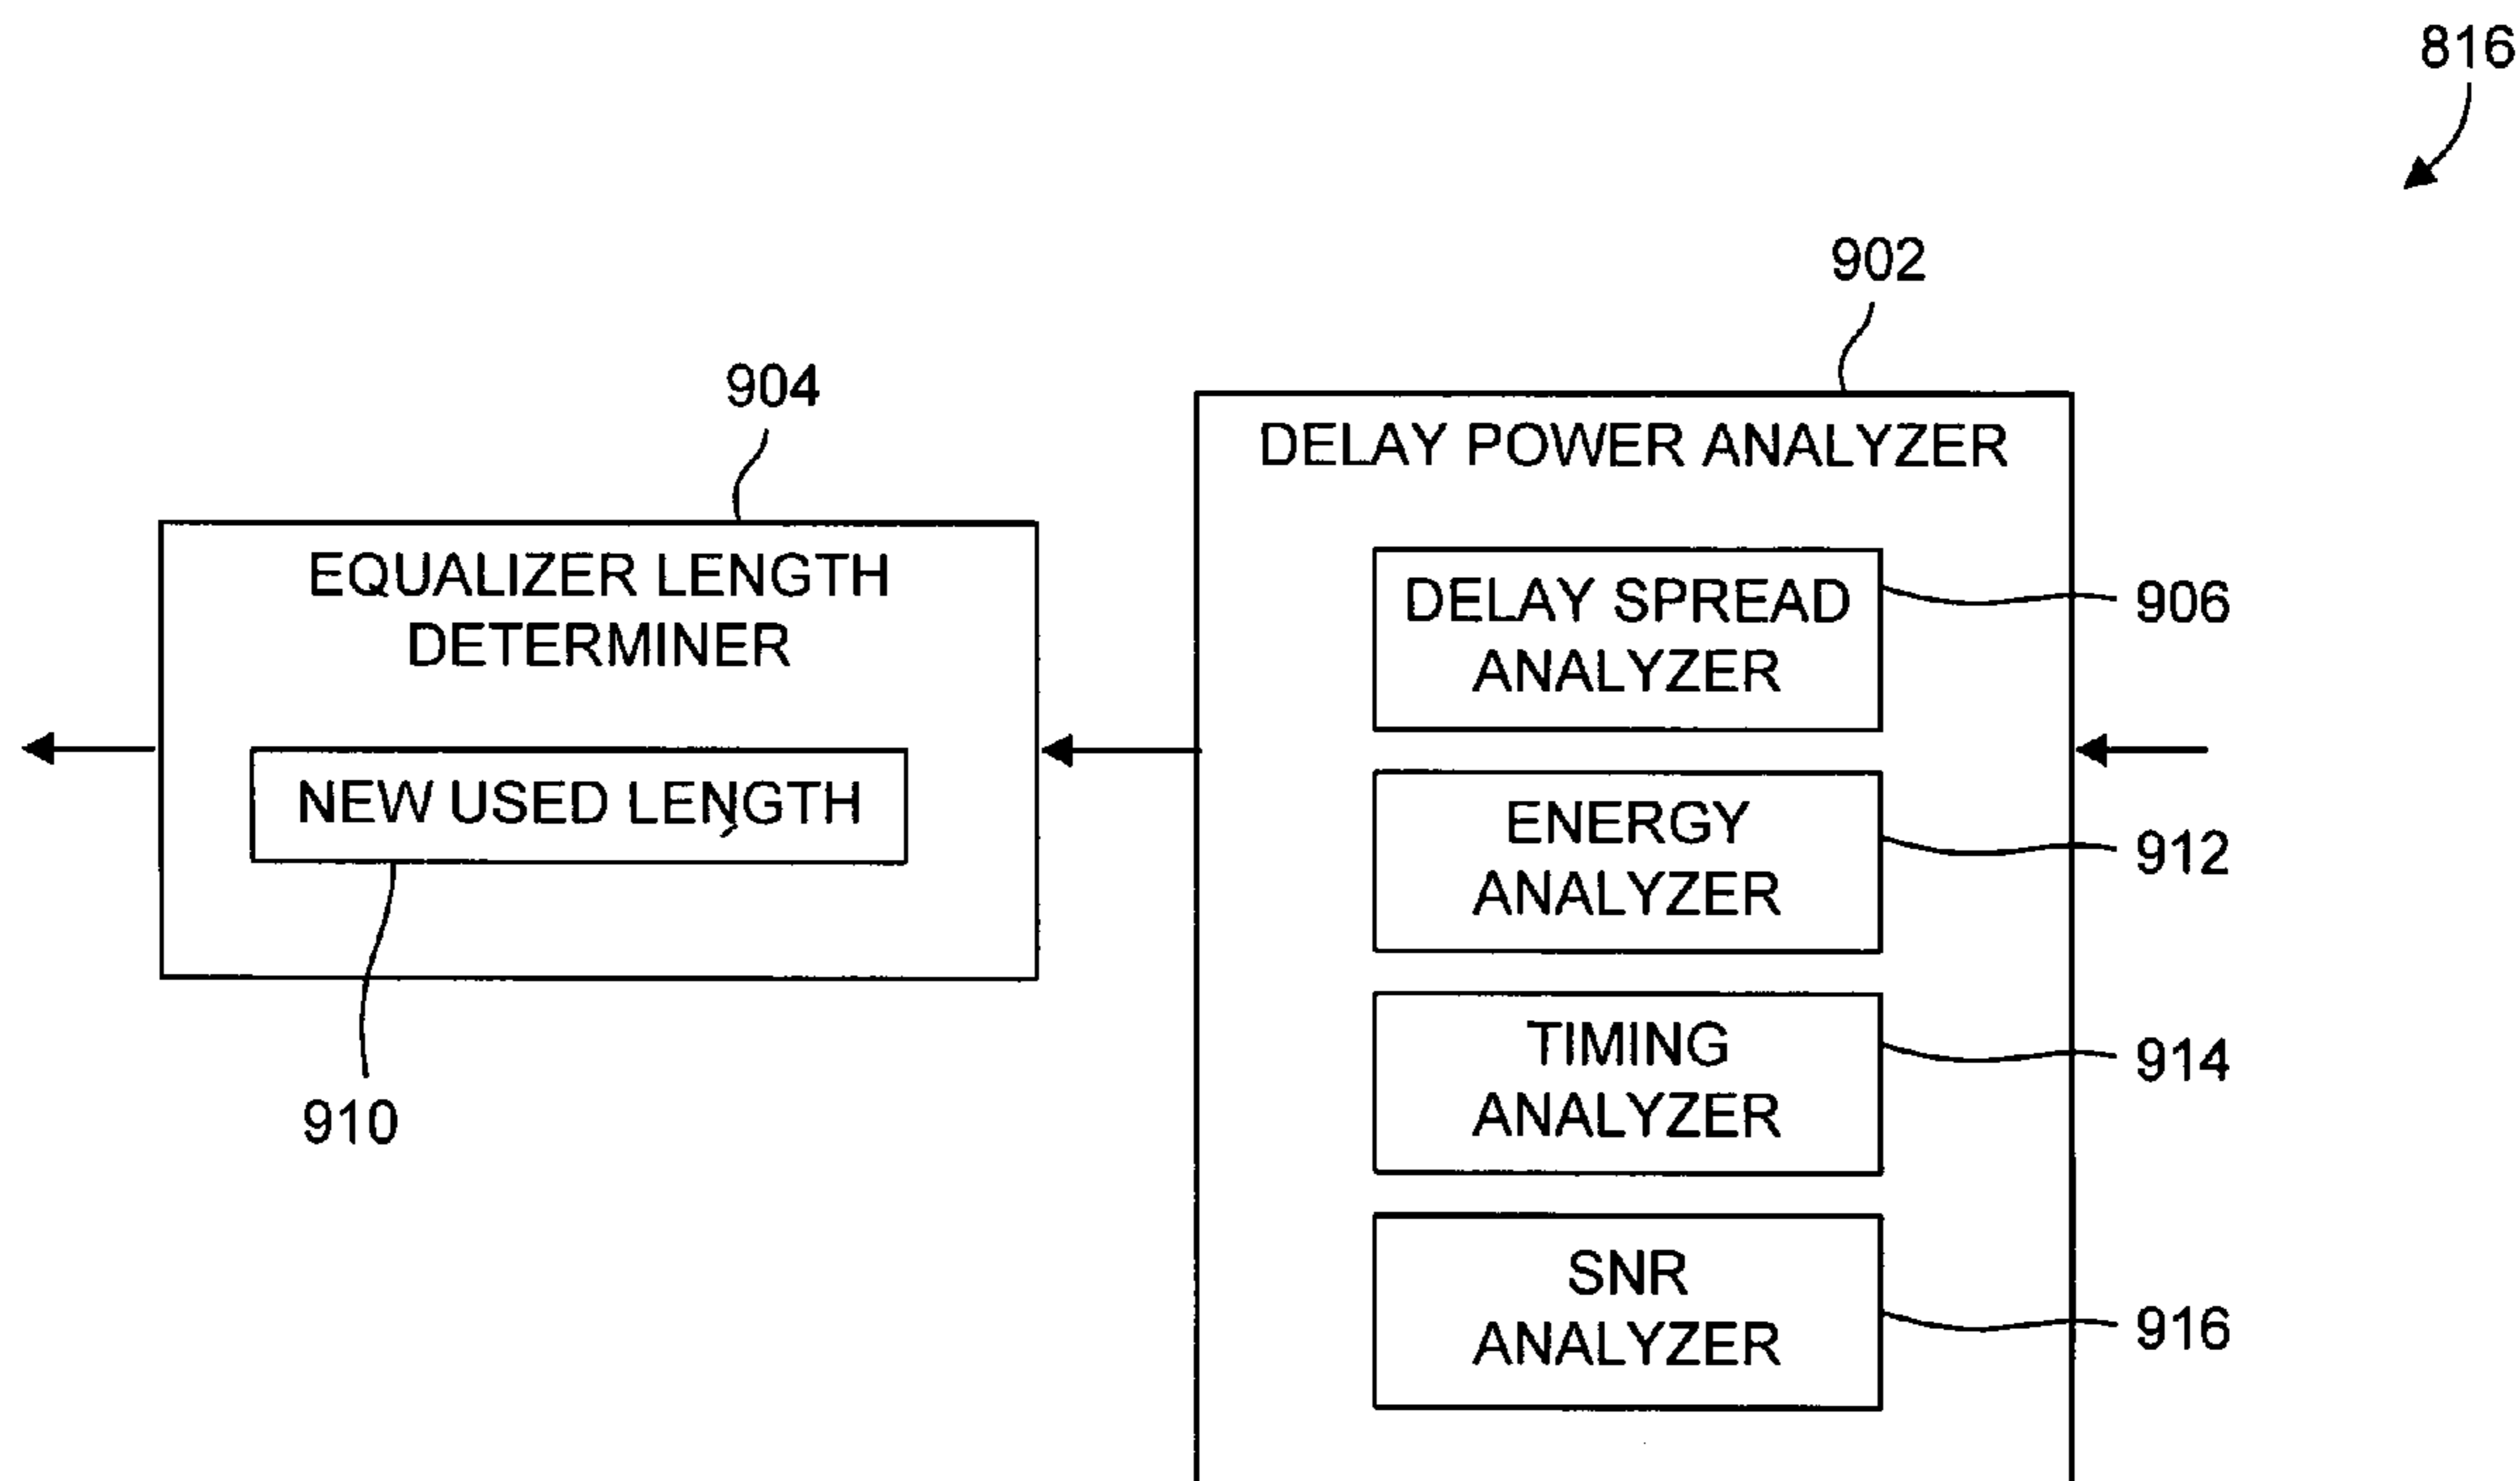 816
902
904
DELAY POWER ANALYZER
EQUALIZER LENGTH
DETERMINER
DELAY SPREAD
ANALYZER
906
NEW USED LENGTH
ENERGY
ANALYZER
912
910
TIMING
ANALYZER
914
SNR
ANALYZER
916